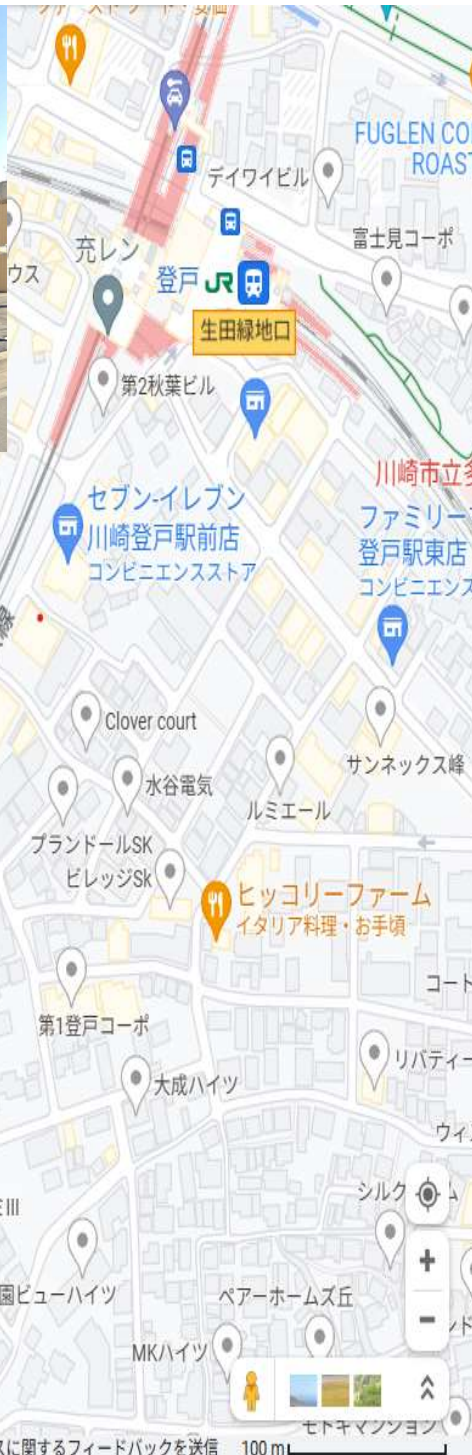 FUGLEN CO
ROAST
デイワイビル
富士見コーポ
ウス
充レン
登戸 JR
生田緑地口
第2秋葉ビル
川崎市立多
セブン-イレブン
川崎登戸駅前店
コンビニエンスストア
ファミリー
登戸駅東店
コンビニエンス
線
Clover court
サンネックス峰
水谷電気
ルミエール
ブランドールSK
ビレッジSk
ヒッコリーファーム
イタリア料理・お手頃
コート
第1登戸コーポ
リバティー
大成ハイツ
ウィ
シルク
ム
III
園ビューハイツ
ペアーホームズ丘
MKハイツ
モトキマンション
スに関するフィードバックを送信
100 m